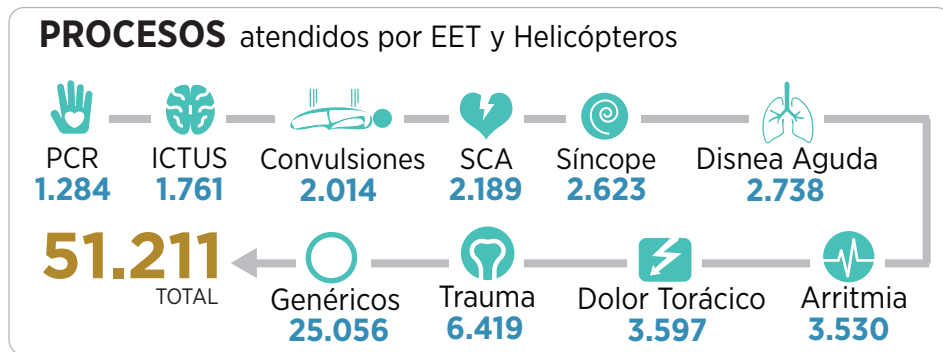 PROCESOS atendidos por EET y Helicópteros
PCR ICTUS Convulsiones SCA Síncope Disnea Aguda
1.284 1.761 2.014 2.189 2.623 2.738
51.211
TOTAL
Genéricos Trauma Dolor Torácico Arritmia
25.056 6.419 3.597 3.530